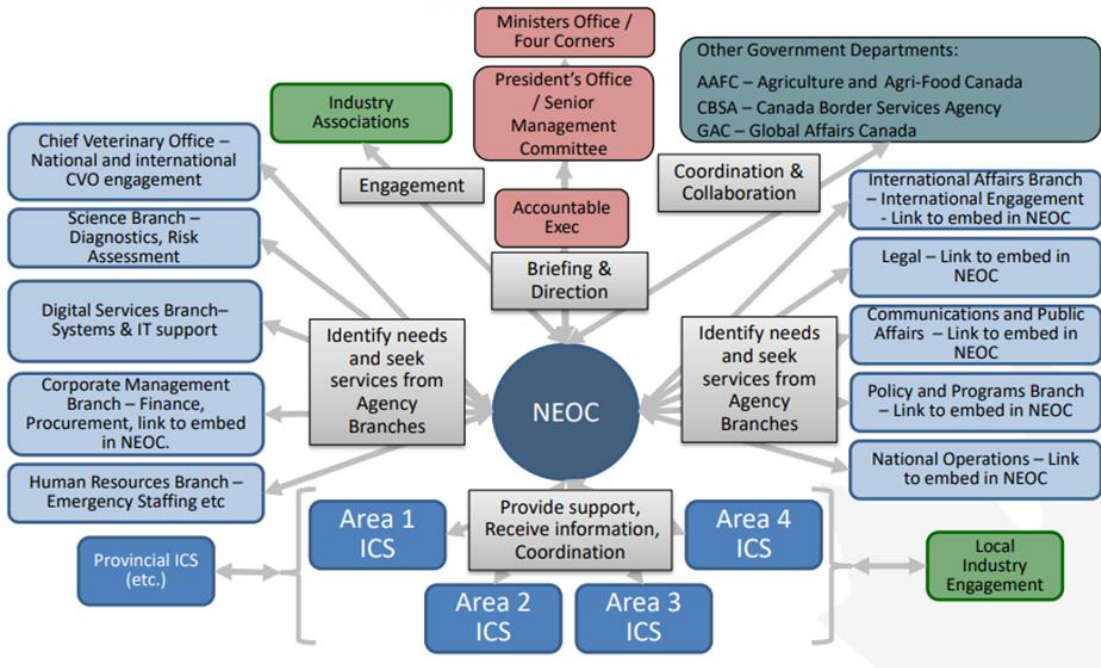 Ministers Office /
Four Corners
President's Office
/ Senior
Management
Committee
Accountable
Exec
Briefing &
Direction
Industry
Associations
Engagement
Other Government Departments:
AAFC – Agriculture and Agri-Food Canada
CBSA – Canada Border Services Agency
GAC – Global Affairs Canada
Coordination &
Collaboration
Chief Veterinary Office –
National and international
CVO engagement
Science Branch –
Diagnostics, Risk
Assessment
Digital Services Branch–
Systems & IT support
Corporate Management
Branch – Finance,
Procurement, link to embed
in NEOC.
Human Resources Branch –
Emergency Staffing etc
Identify needs
and seek
services from
Agency
Branches
NEOC
Identify needs
and seek
services from
Agency
Branches
International Affairs Branch
– International Engagement
- Link to embed in NEOC
Legal – Link to embed in
NEOC
Communications and Public
Affairs – Link to embed in
NEOC
Policy and Programs Branch
– Link to embed in NEOC
National Operations – Link
to embed in NEOC
Provide support,
Receive information,
Coordination
Area 1
ICS
Area 2
ICS
Area 3
ICS
Area 4
ICS
Provincial ICS
(etc.)
Local
Industry
Engagement